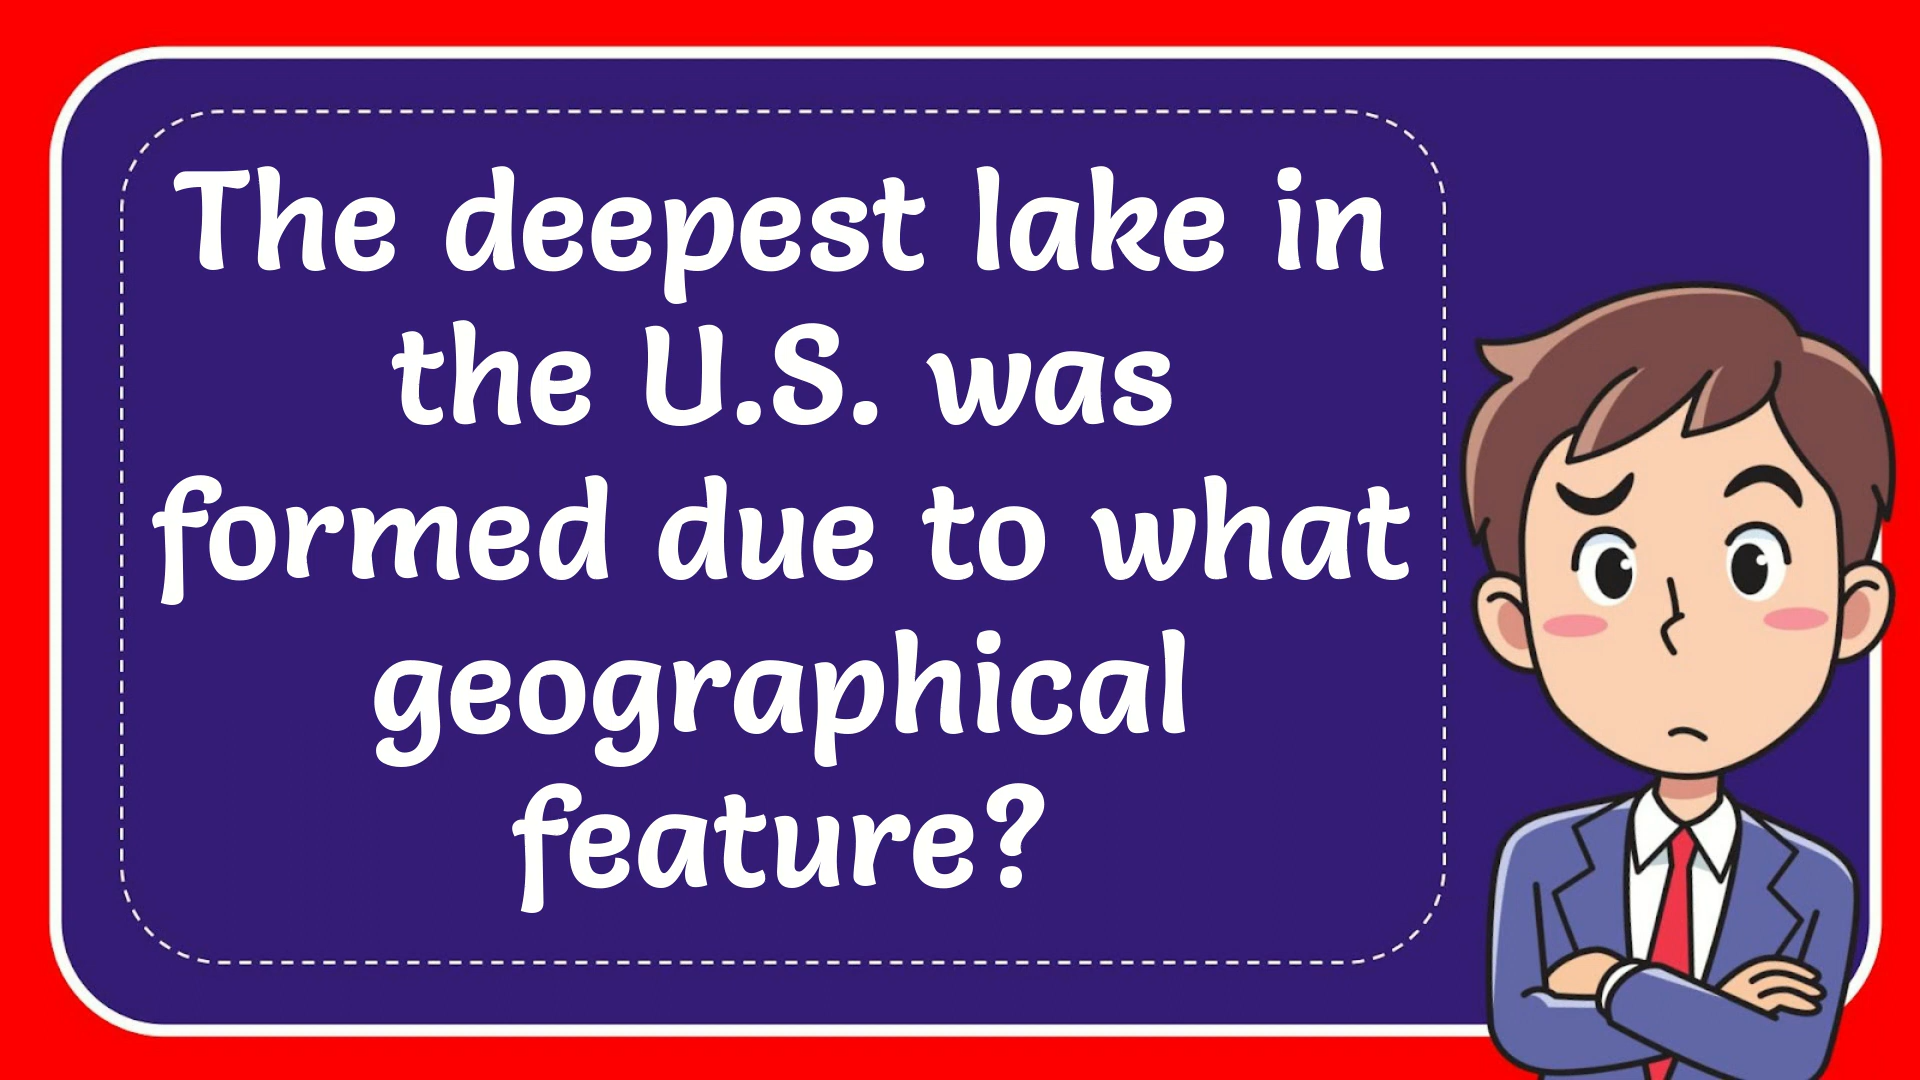 The deepest lake in
the U.S. was
formed due to what
geographical
feature?